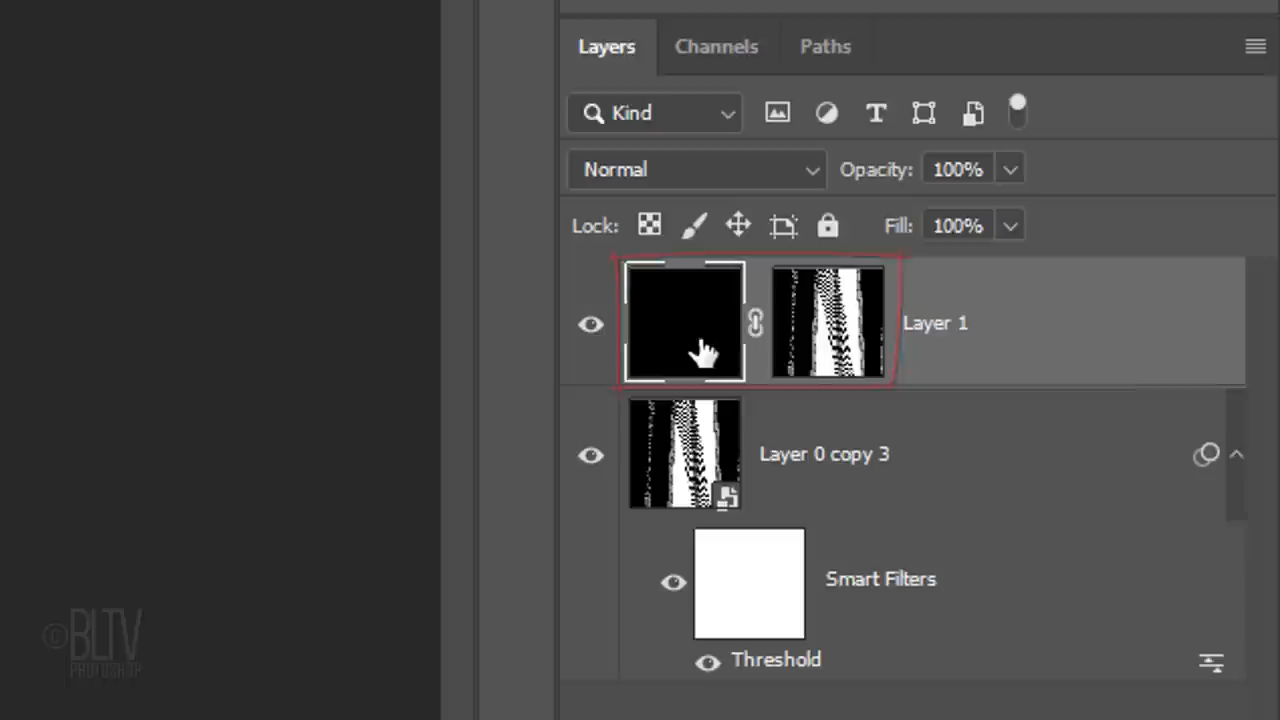 Layers Channels Paths
Kind
Normal Opacity: 100%
Lock: Fill: 100%
Layer 1
Layer 0 copy 3
Smart Filters
Threshold
©BLTV
PHOTOSHOP